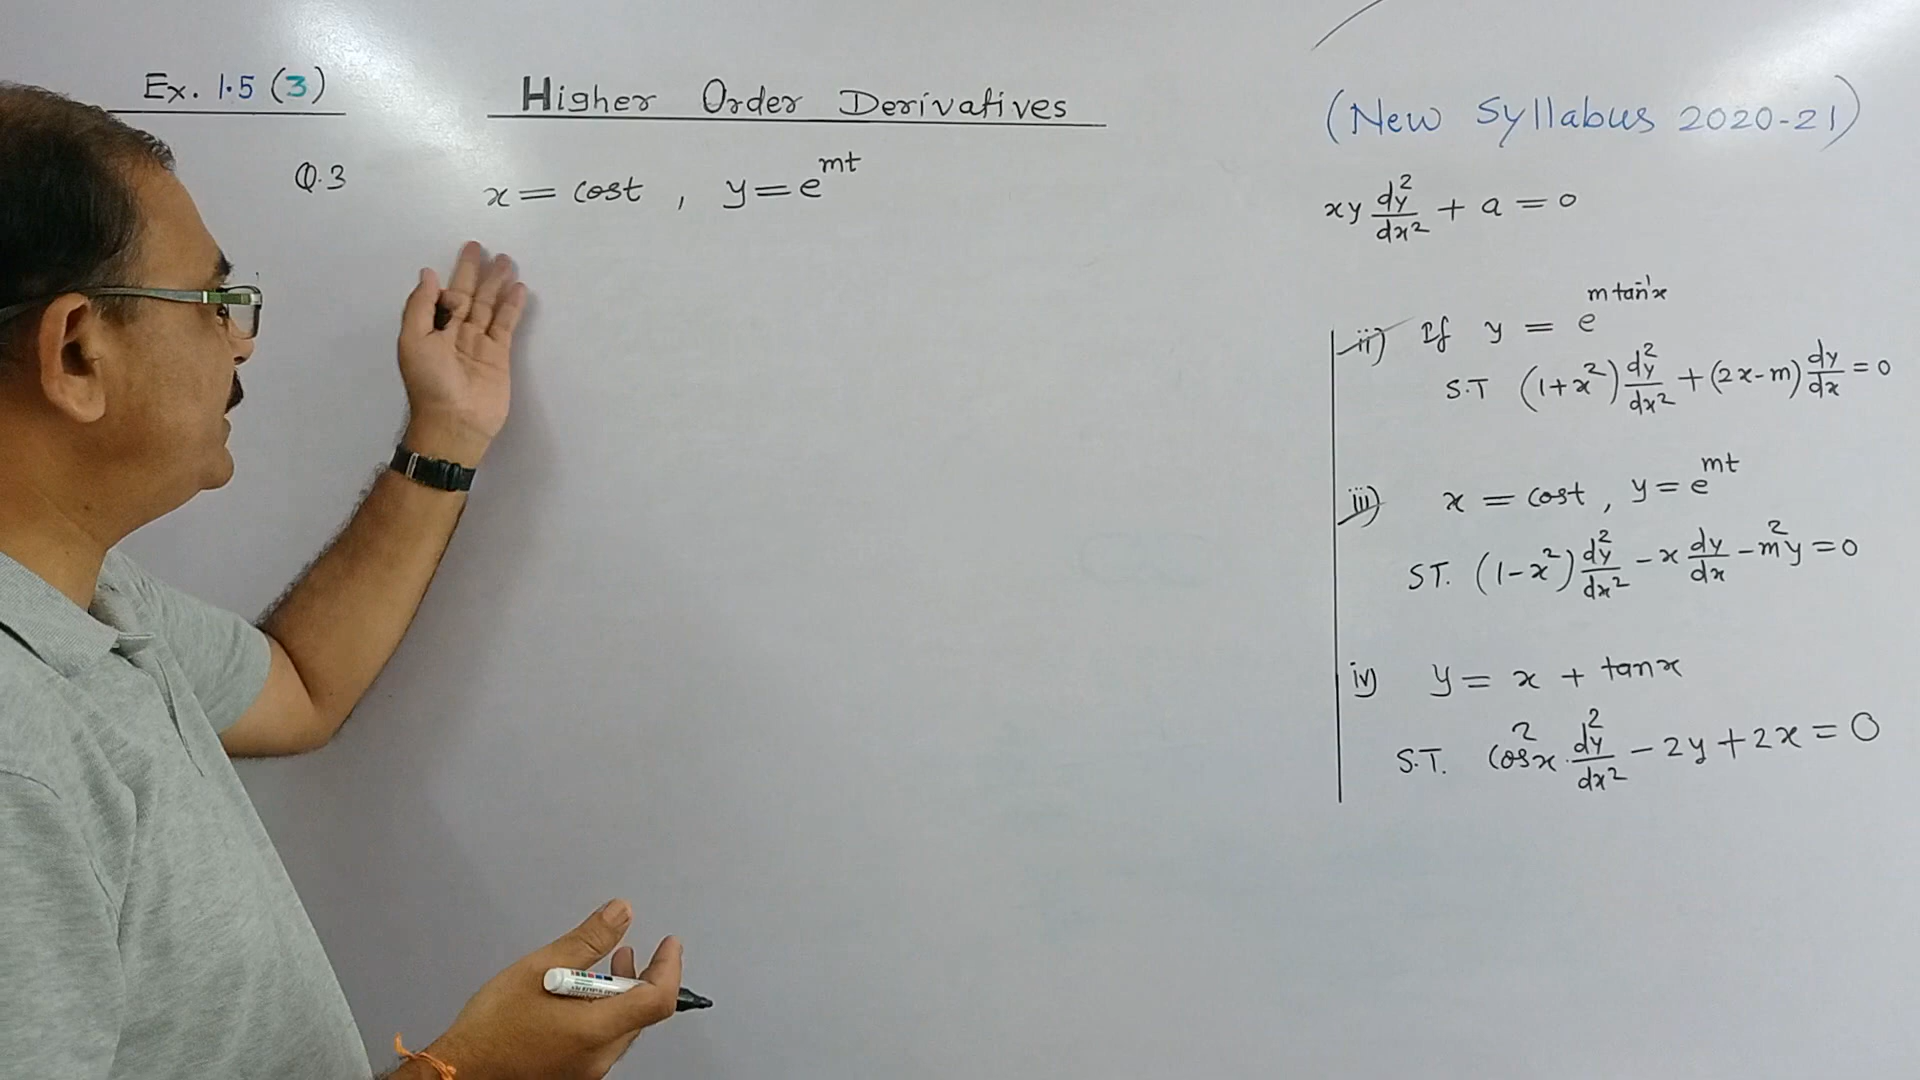 Ex. 1.5 (3)
Higher Order Derivatives
(New Syllabus 2020-21)
Q.3 x = cost , y = e^mt
xy d²y/dx² + a = 0
ii) If y = e^m tan⁻¹x
S.T (1+x²) d²y/dx² + (2x-m) dy/dx = 0
iii) x = cost , y = e^mt
ST. (1-x²) d²y/dx² - x dy/dx - m²y = 0
iv) y = x + tanx
S.T. cos²x . d²y/dx² - 2y + 2x = 0